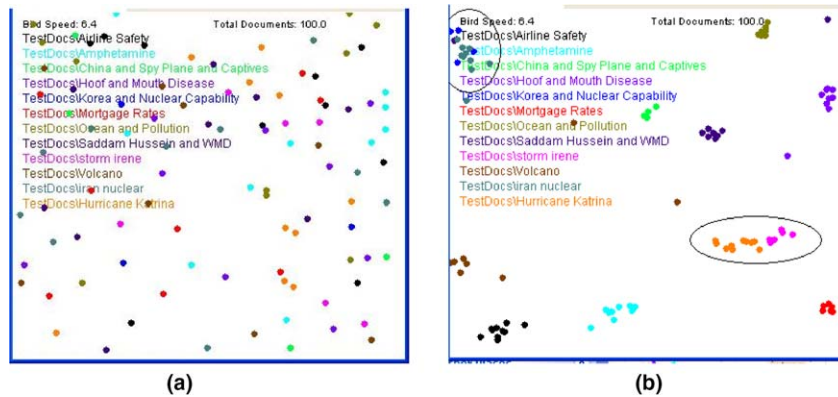 Bird Speed: 6.4 Total Documents: 100.0
TestDocs\Airline Safety
TestDocs\Amphetamine
TestDocs\China and Spy Plane and Captives
TestDocs\Hoof and Mouth Disease
TestDocs\Korea and Nuclear Capability
TestDocs\Mortgage Rates
TestDocs\Ocean and Pollution
TestDocs\Saddam Hussein and WMD
TestDocs\storm irene
TestDocs\Volcano
TestDocs\iran nuclear
TestDocs\Hurricane Katrina
(a)
Bird Speed: 6.4 Total Documents: 100.0
TestDocs\Airline Safety
TestDocs\Amphetamine
TestDocs\China and Spy Plane and Captives
TestDocs\Hoof and Mouth Disease
TestDocs\Korea and Nuclear Capability
TestDocs\Mortgage Rates
TestDocs\Ocean and Pollution
TestDocs\Saddam Hussein and WMD
TestDocs\storm irene
TestDocs\Volcano
TestDocs\iran nuclear
TestDocs\Hurricane Katrina
(b)